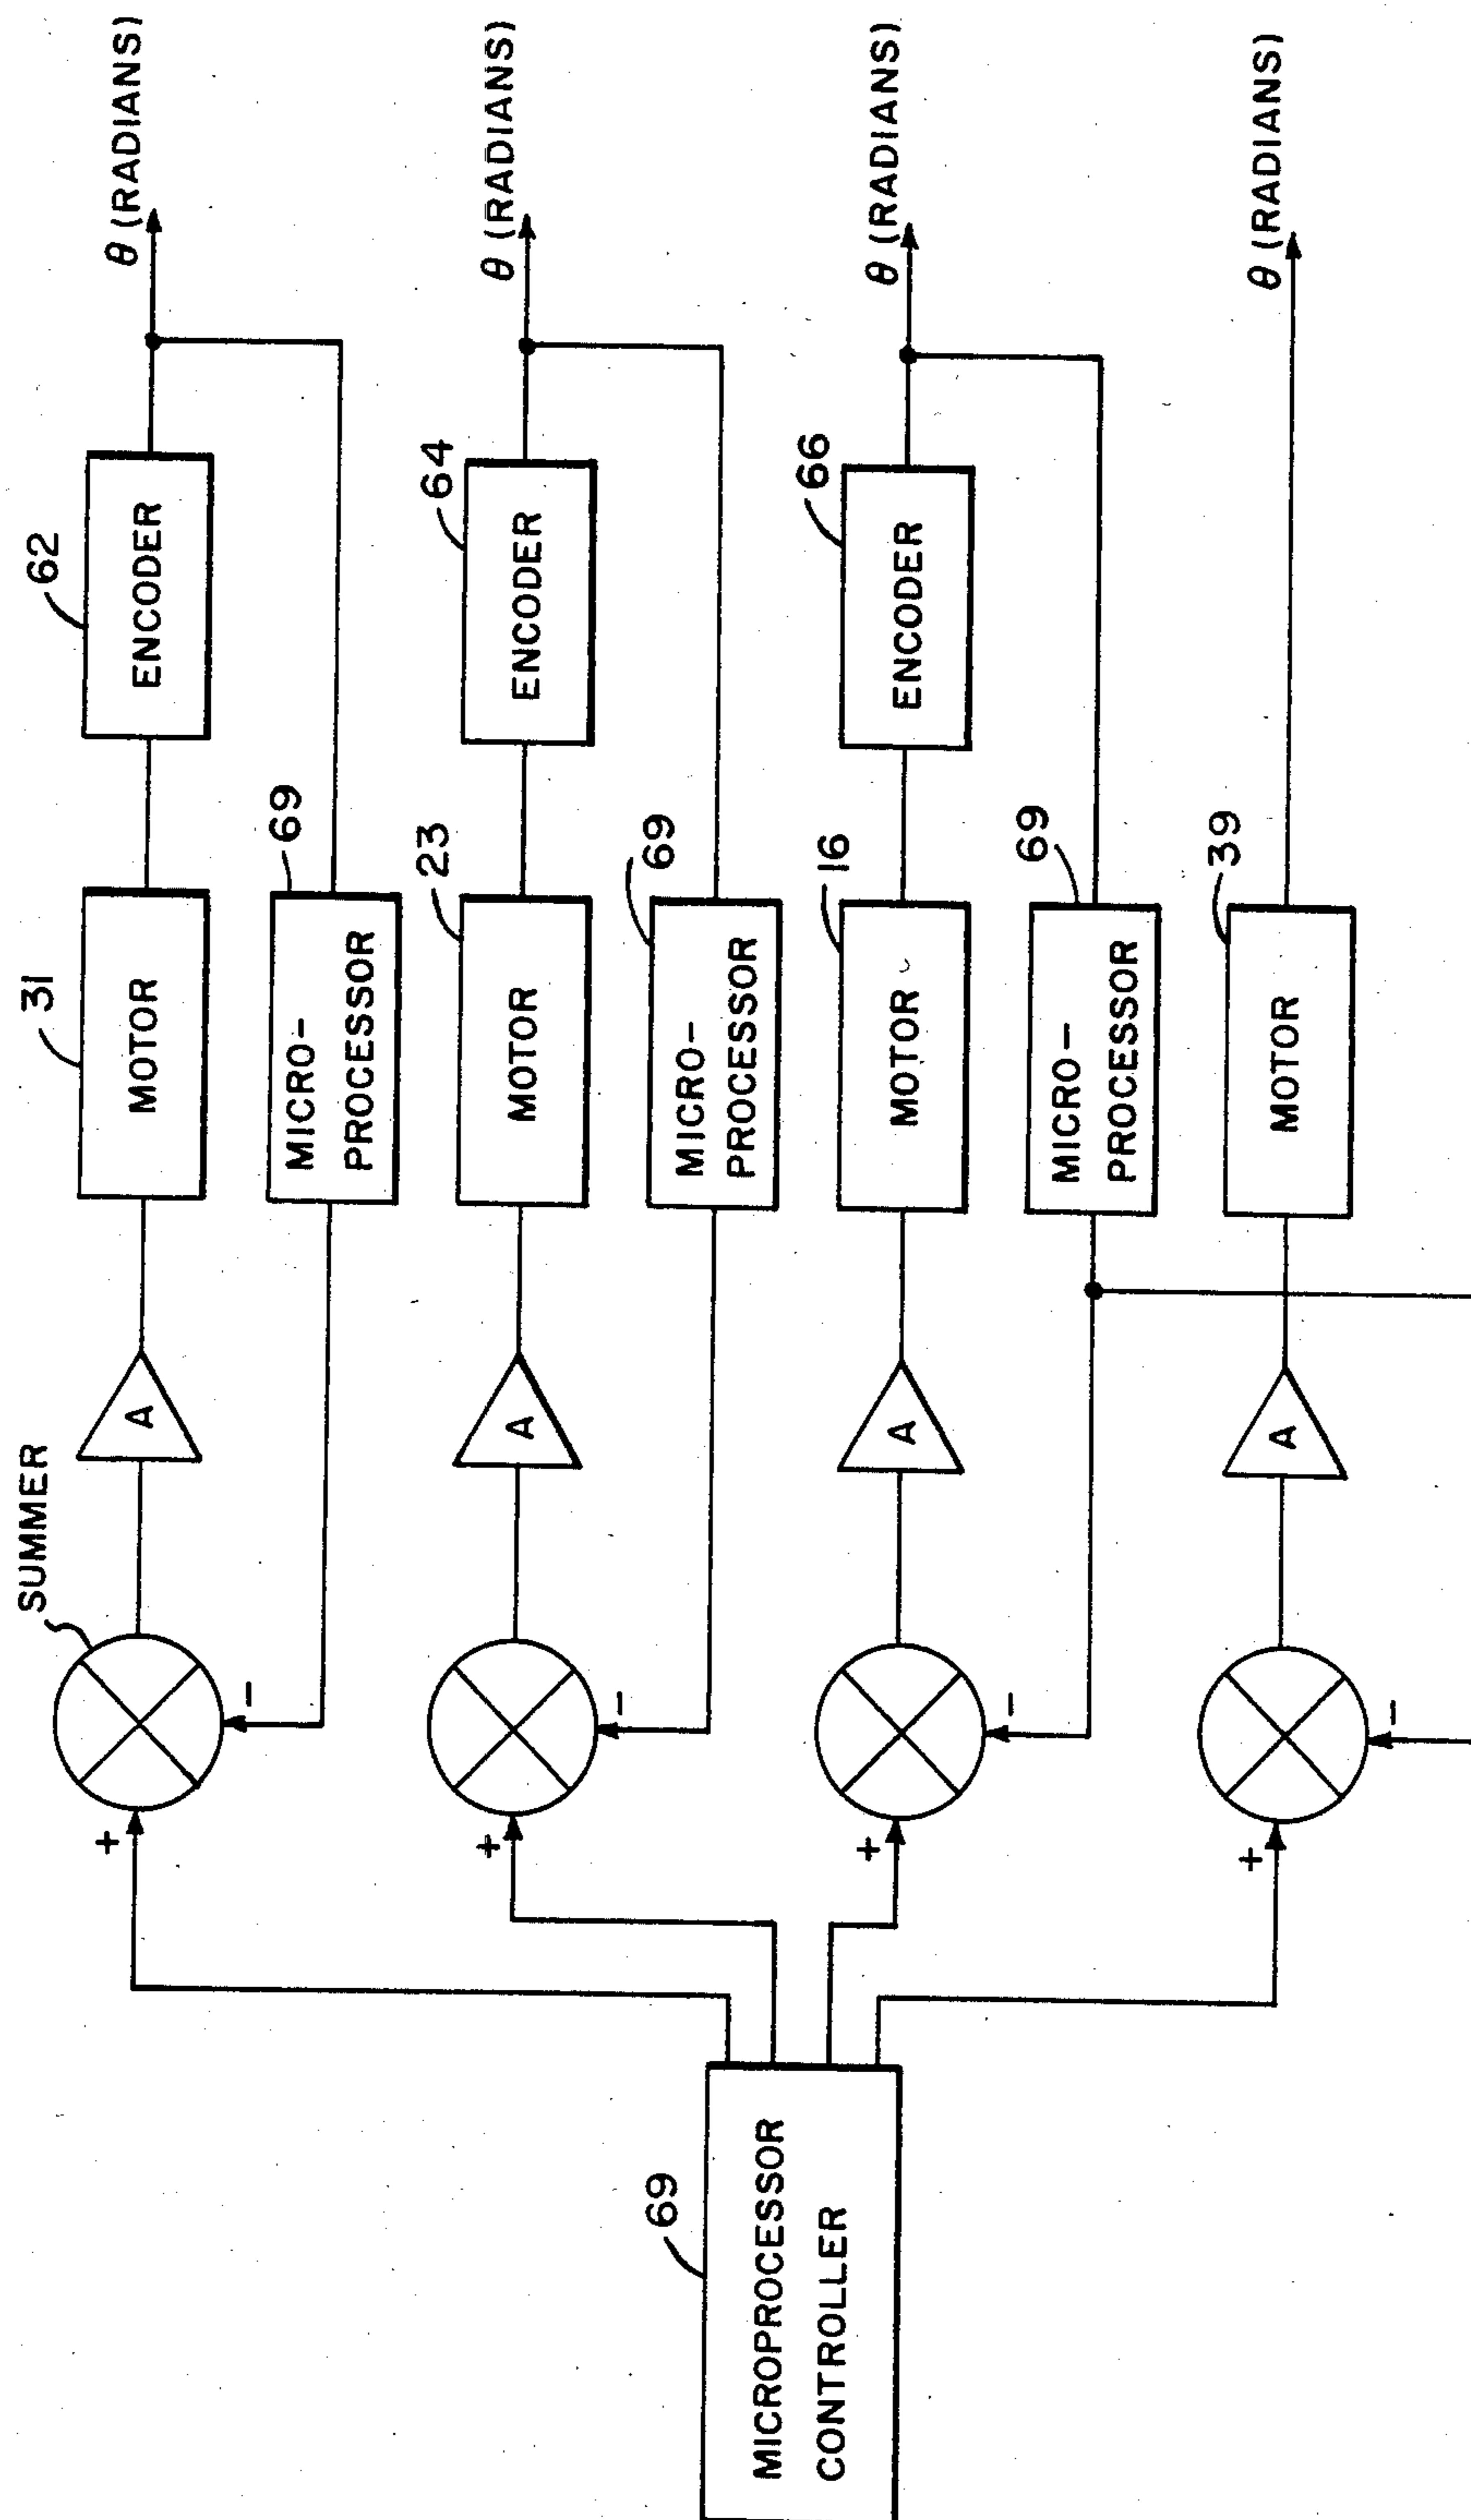 SUMMER
31
62
+
A
MOTOR
ENCODER
θ (RADIANS)
-
MICRO-
PROCESSOR
69
23
64
+
A
MOTOR
ENCODER
θ (RADIANS)
-
MICRO-
PROCESSOR
69
69
MICROPROCESSOR
CONTROLLER
16
66
+
A
MOTOR
ENCODER
θ (RADIANS)
-
MICRO-
PROCESSOR
69
39
+
A
MOTOR
θ (RADIANS)
-